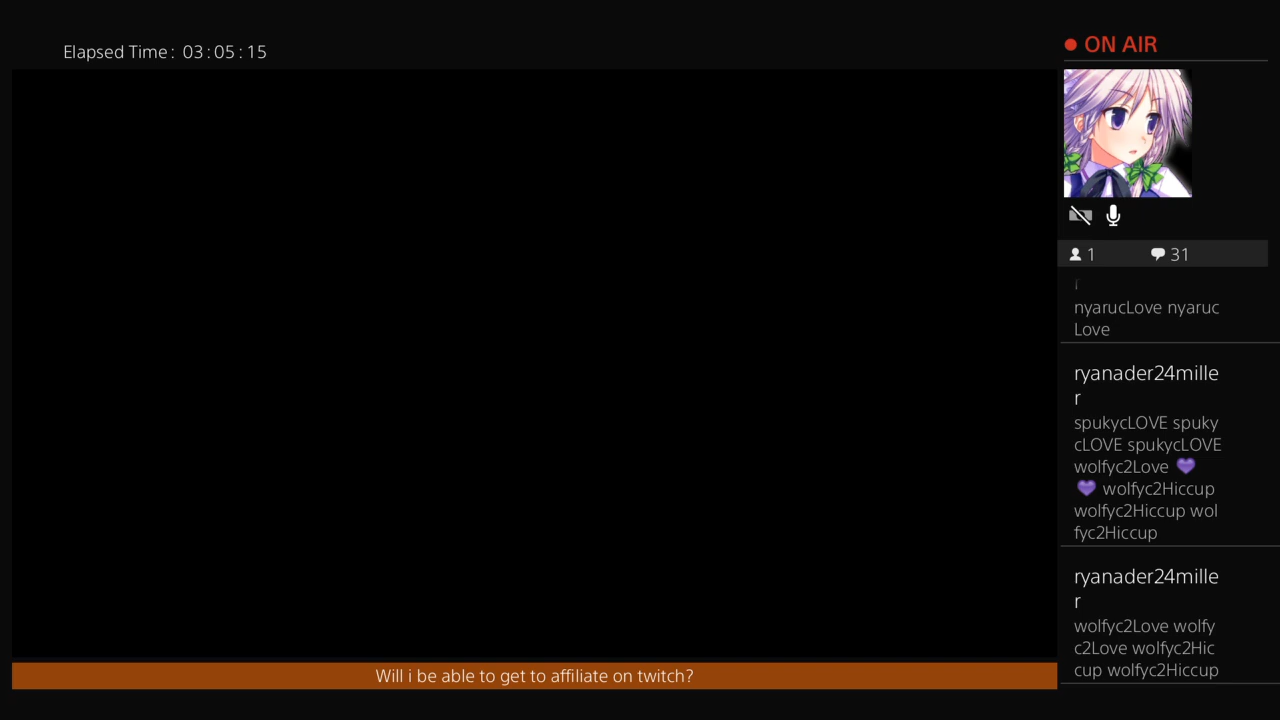 Elapsed Time: 03:05:15
ON AIR
1 31
nyarucLove nyaruc
Love
ryanader24mille
r
spukycLOVE spuky
cLOVE spukycLOVE
wolfyc2Love 💜
💜 wolfyc2Hiccup
wolfyc2Hiccup wol
fyc2Hiccup
ryanader24mille
r
wolfyc2Love wolfy
c2Love wolfyc2Hic
cup wolfyc2Hiccup
Will i be able to get to affiliate on twitch?